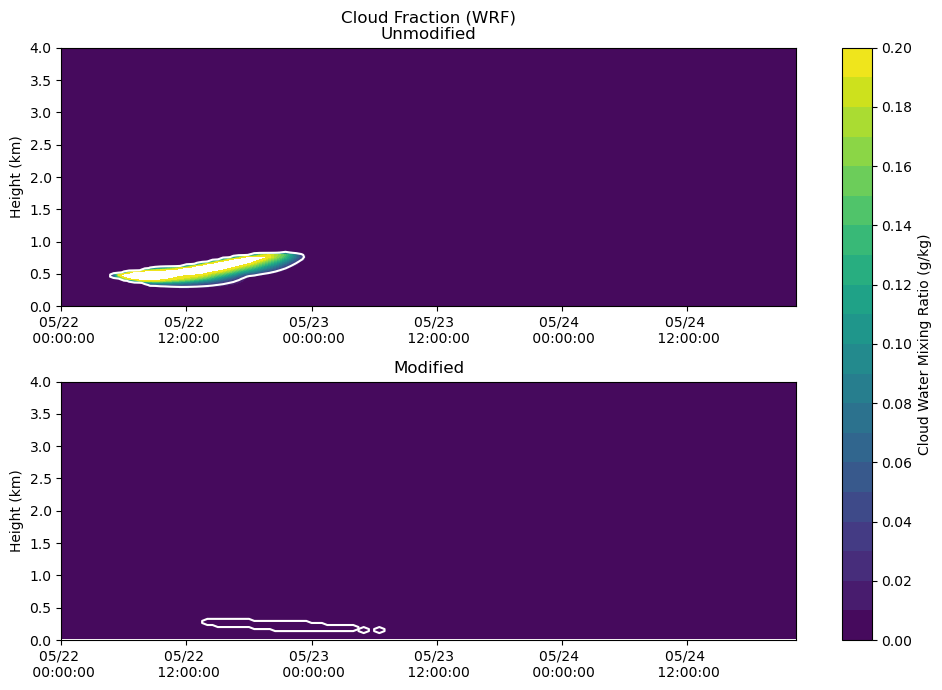 Cloud Fraction (WRF)
Unmodified
Height (km)
4.0
3.5
3.0
2.5
2.0
1.5
1.0
0.5
0.0
05/22 05/22 05/23 05/23 05/24 05/24
00:00:00 12:00:00 00:00:00 12:00:00 00:00:00 12:00:00
Modified
Height (km)
4.0
3.5
3.0
2.5
2.0
1.5
1.0
0.5
0.0
05/22 05/22 05/23 05/23 05/24 05/24
00:00:00 12:00:00 00:00:00 12:00:00 00:00:00 12:00:00
0.20
0.18
0.16
0.14
0.12
0.10
0.08
0.06
0.04
0.02
0.00
Cloud Water Mixing Ratio (g/kg)